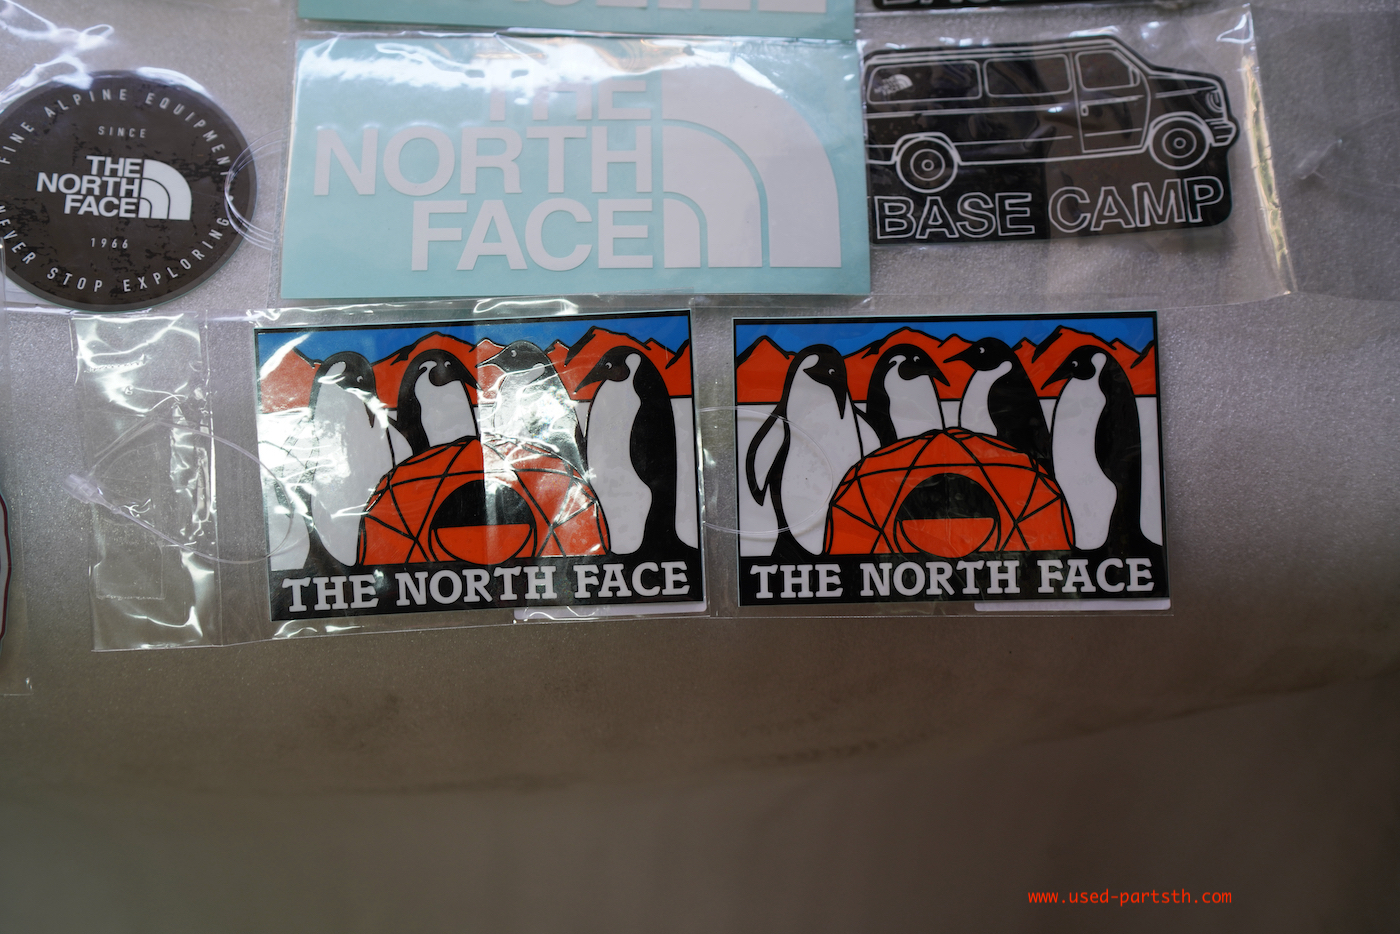 FINE ALPINE EQUIPMENT
SINCE
THE
NORTH
FACE
1966
NEVER STOP EXPLORING
THE
NORTH
FACE
BASE CAMP
THE NORTH FACE
THE NORTH FACE
www.used-partsth.com